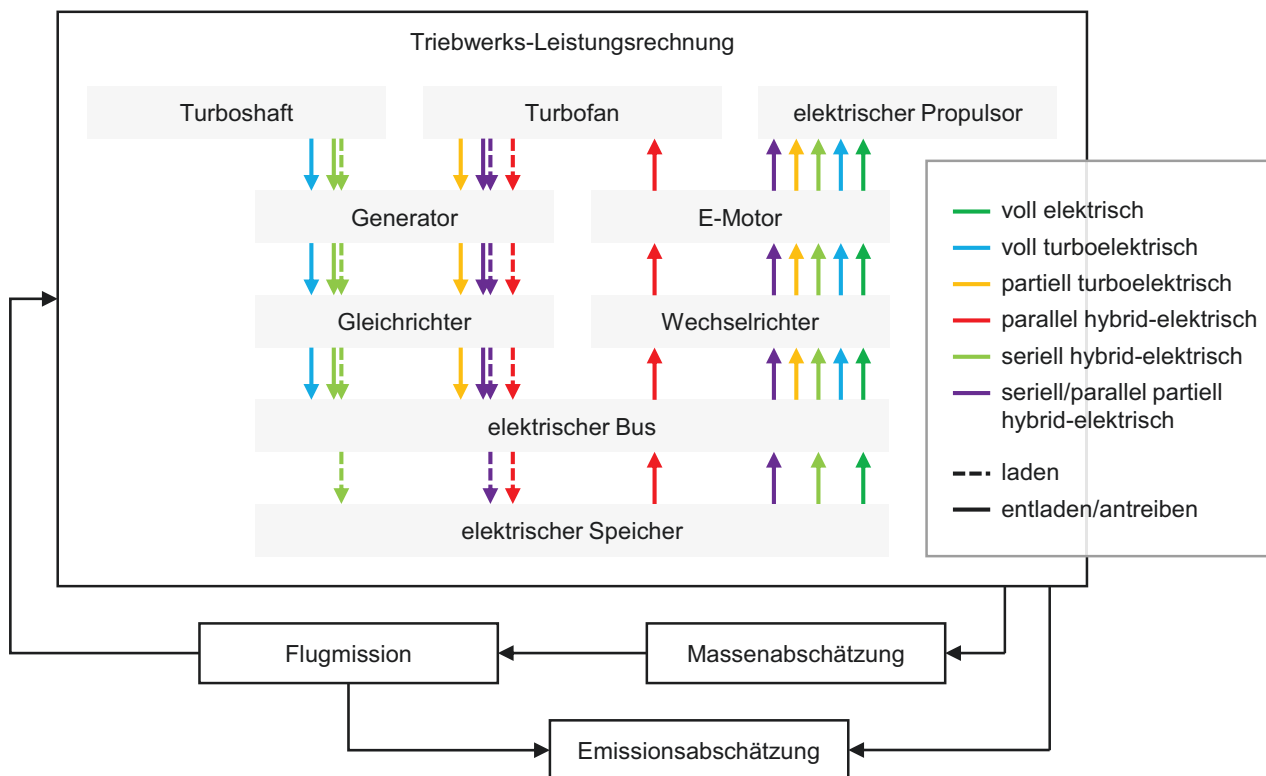 Triebwerks-Leistungsrechnung
Turboshaft
Turbofan
elektrischer Propulsor
Generator
E-Motor
Gleichrichter
Wechselrichter
elektrischer Bus
elektrischer Speicher
voll elektrisch
voll turboelektrisch
partiell turboelektrisch
parallel hybrid-elektrisch
seriell hybrid-elektrisch
seriell/parallel partiell
hybrid-elektrisch
laden
entladen/antreiben
Flugmission
Massenabschätzung
Emissionsabschätzung